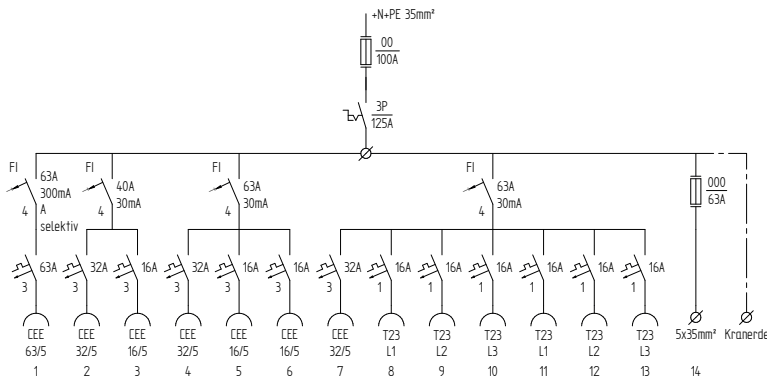 +N+PE 35mm²
00
100A
3P
125A
FI
63A
300mA
A
selektiv
4
FI
40A
30mA
4
FI
63A
30mA
4
FI
63A
30mA
4
000
63A
63A
3
32A
3
16A
3
32A
3
16A
3
16A
3
32A
3
16A
1
16A
1
16A
1
16A
1
16A
1
16A
1
CEE CEE CEE CEE CEE CEE CEE T23 T23 T23 T23 T23 T23 5x35mm² Kranerde
63/5 32/5 16/5 32/5 16/5 16/5 32/5 L1 L2 L3 L1 L2 L3
1 2 3 4 5 6 7 8 9 10 11 12 13 14